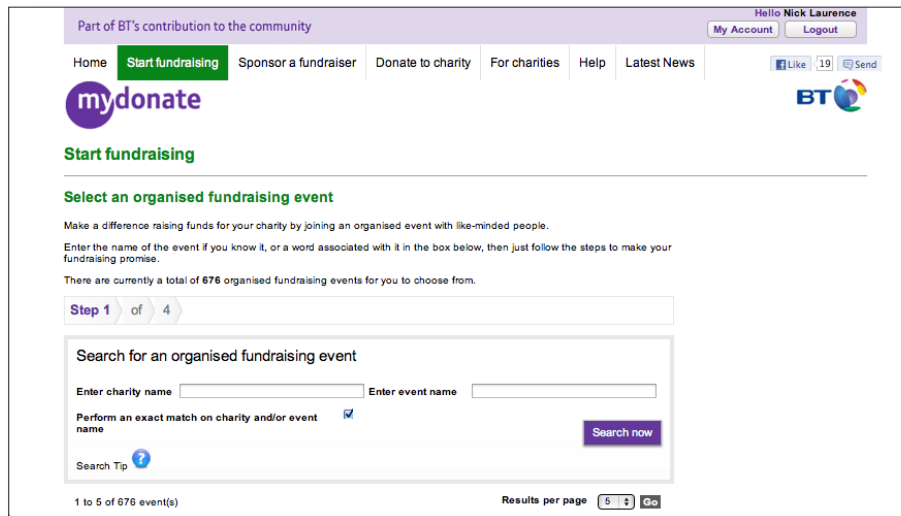 Hello Nick Laurence
Part of BT's contribution to the community
My Account Logout
Home Start fundraising Sponsor a fundraiser Donate to charity For charities Help Latest News
Like 19 Send
mydonate
BT
Start fundraising
Select an organised fundraising event
Make a difference raising funds for your charity by joining an organised event with like-minded people.
Enter the name of the event if you know it, or a word associated with it in the box below, then just follow the steps to make your
fundraising promise.
There are currently a total of 676 organised fundraising events for you to choose from.
Step 1 of 4
Search for an organised fundraising event
Enter charity name Enter event name
Perform an exact match on charity and/or event
name
Search now
Search Tip ?
1 to 5 of 676 event(s) Results per page 5 Go